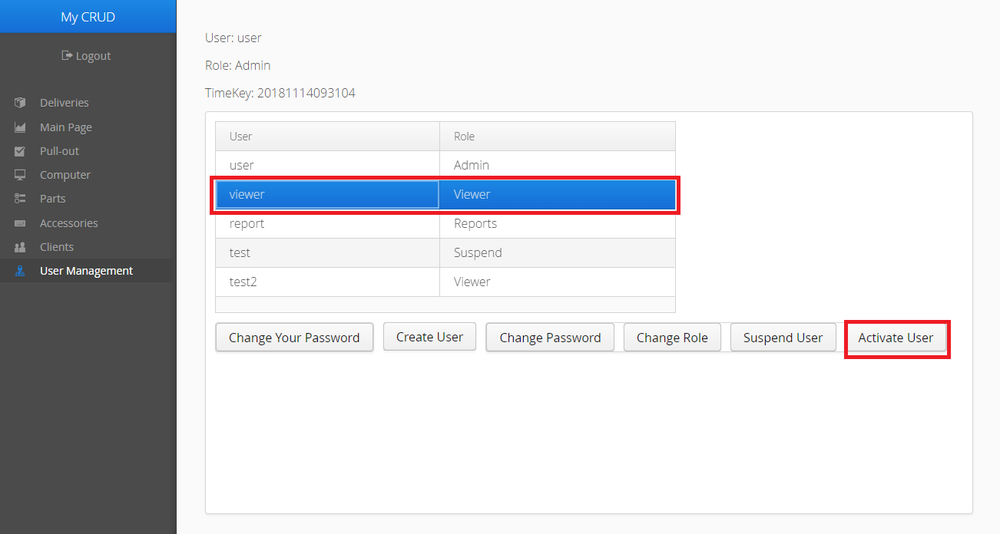 My CRUD
Logout
Deliveries
Main Page
Pull-out
Computer
Parts
Accessories
Clients
User Management
User: user
Role: Admin
TimeKey: 20181114093104
User Role
user Admin
viewer Viewer
report Reports
test Suspend
test2 Viewer
Change Your Password Create User Change Password Change Role Suspend User Activate User